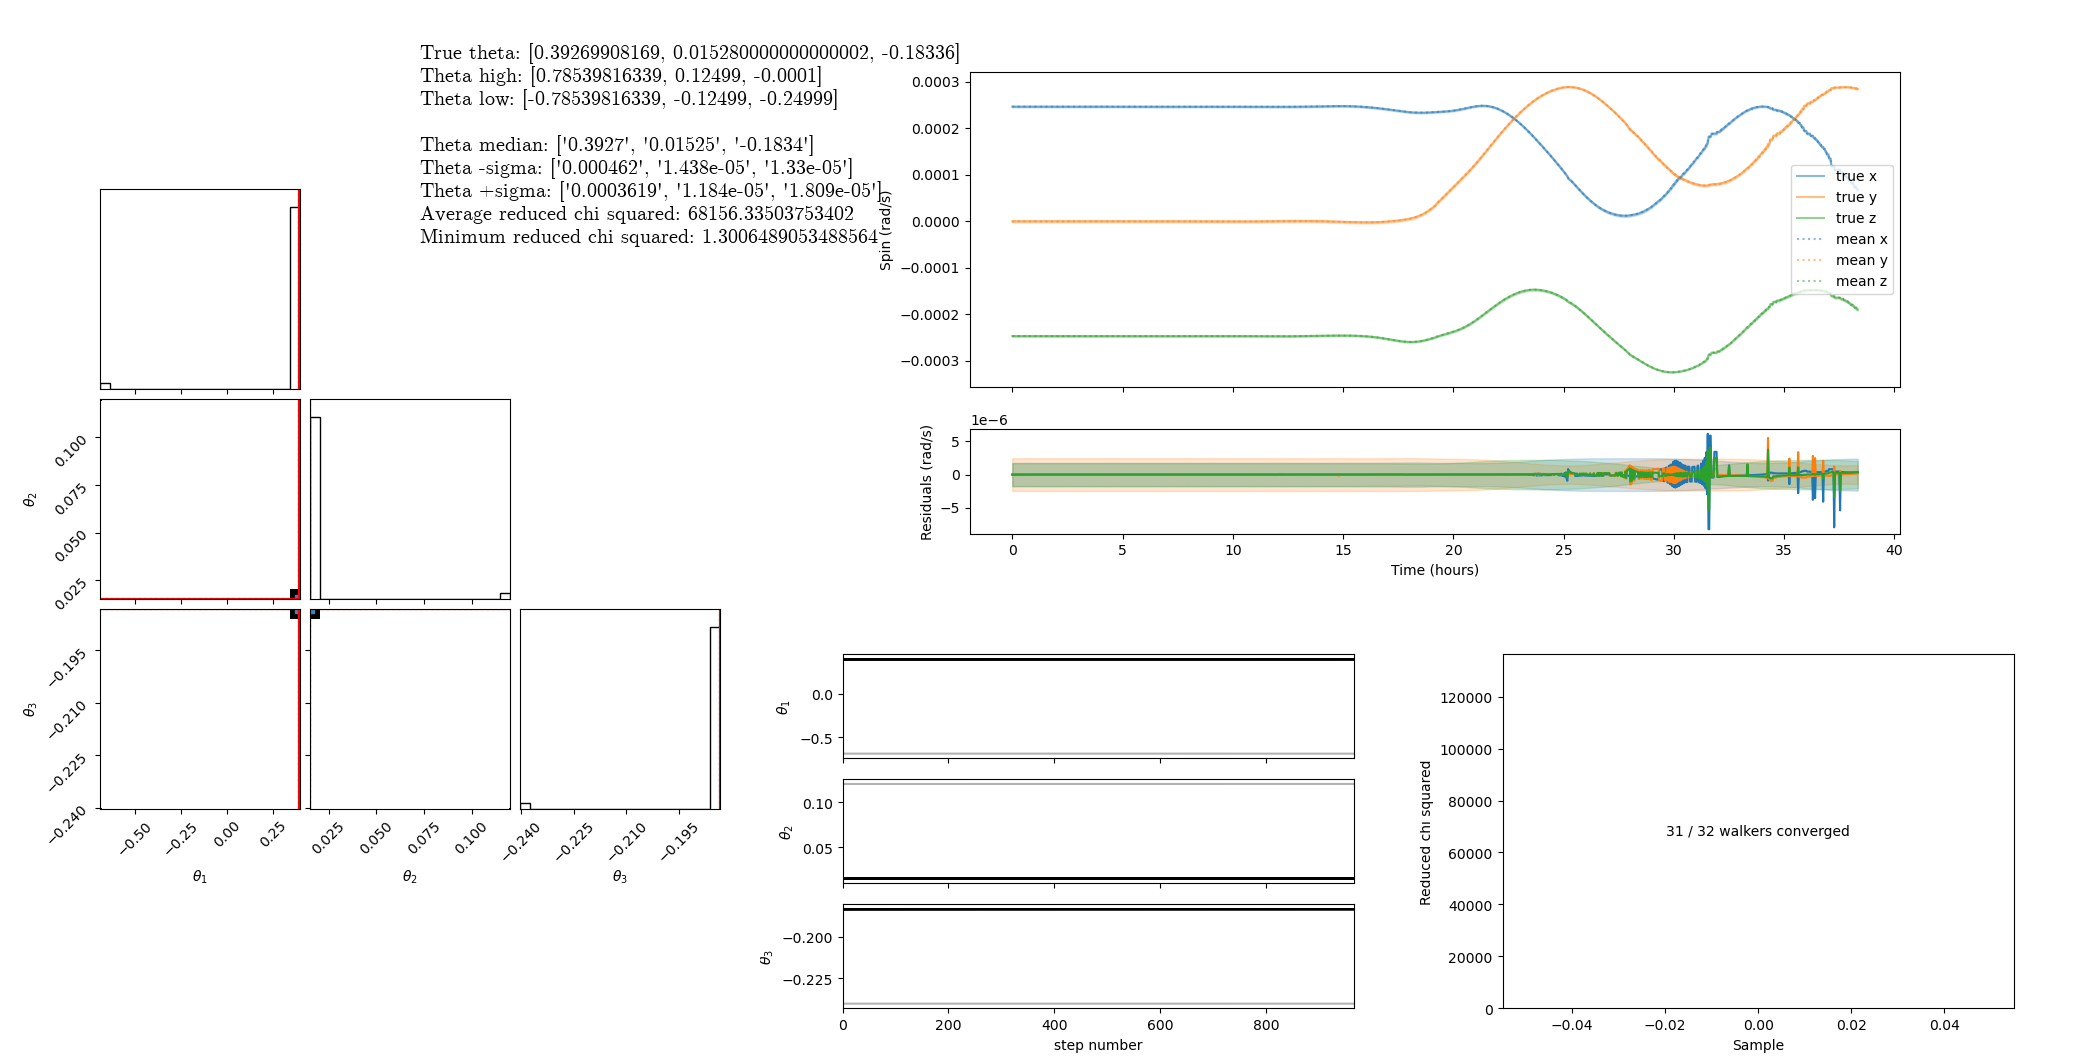 True theta: [0.39269908169, 0.015280000000000002, -0.18336]
Theta high: [0.78539816339, 0.12499, -0.0001]
Theta low: [-0.78539816339, -0.12499, -0.24999]
Theta median: ['0.3927', '0.01525', '-0.1834']
Theta -sigma: ['0.000462', '1.438e-05', '1.33e-05']
Theta +sigma: ['0.0003619', '1.184e-05', '1.809e-05']
Average reduced chi squared: 68156.33503753402
Minimum reduced chi squared: 1.3006489053488564
0.0003
0.0002
0.0001
0.0000
−0.0001
−0.0002
−0.0003
Spin (rad/s)
true x
true y
true z
mean x
mean y
mean z
1e−6
5
0
−5
Residuals (rad/s)
0 5 10 15 20 25 30 35 40
Time (hours)
0.100
0.075
0.050
0.025
θ2
−0.195
−0.210
−0.225
−0.240
θ3
−0.50 −0.25 0.00 0.25
θ1
0.025 0.050 0.075 0.100
θ2
−0.240 −0.225 −0.210 −0.195
θ3
0.0
−0.5
θ1
0.10
0.05
θ2
−0.200
−0.225
θ3
0 200 400 600 800
step number
120000
100000
80000
60000
40000
20000
0
Reduced chi squared
31 / 32 walkers converged
−0.04 −0.02 0.00 0.02 0.04
Sample